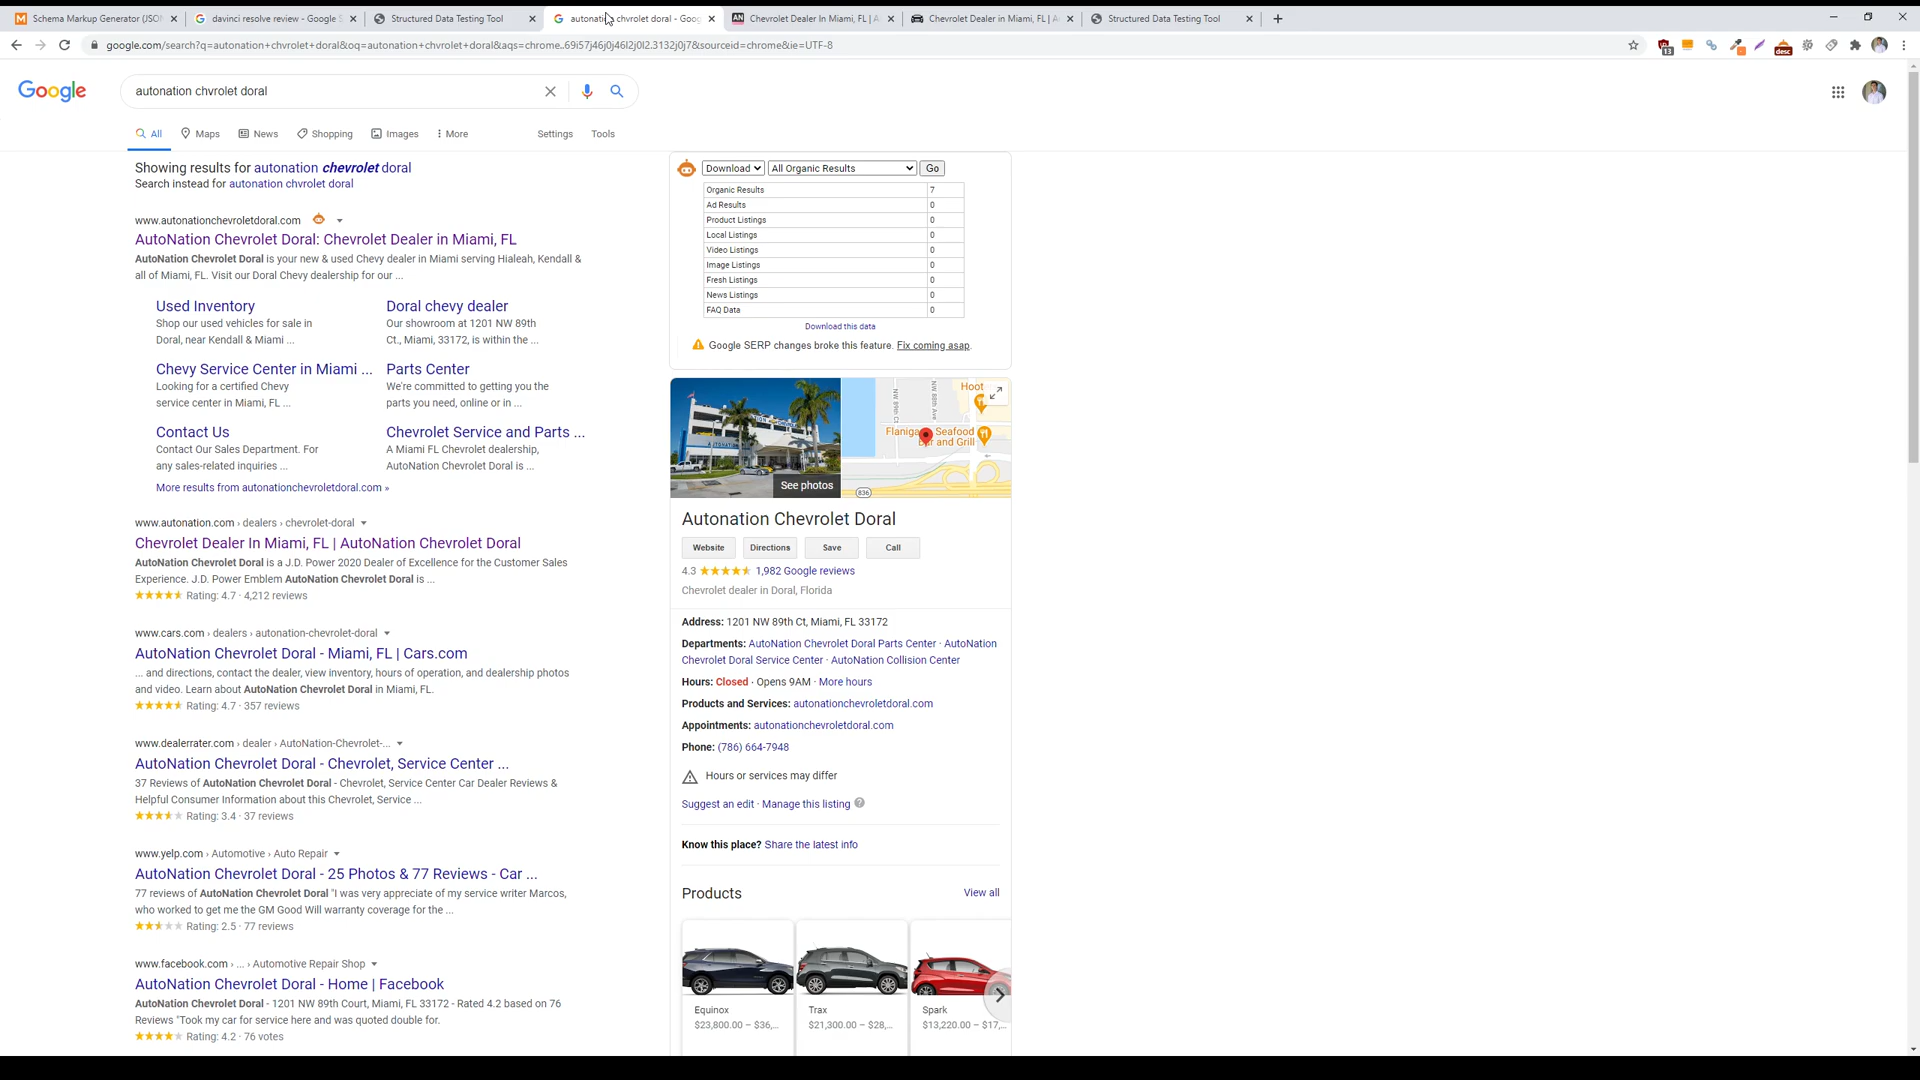 Schema Markup Generator (JSON
davinci resolve review - Google S
Structured Data Testing Tool
autonation chvrolet doral - Goog
Chevrolet Dealer In Miami, FL | A
Chevrolet Dealer in Miami, FL | A
Structured Data Testing Tool
google.com/search?q=autonation+chvrolet+doral&oq=autonation+chvrolet+doral&aqs=chrome..69i57j46j0j46l2j0l2.3132j0j7&sourceid=chrome&ie=UTF-8
13
desc
Google
autonation chvrolet doral
All Maps News Shopping Images More Settings Tools
Showing results for autonation chevrolet doral
Search instead for autonation chvrolet doral
www.autonationchevroletdoral.com
AutoNation Chevrolet Doral: Chevrolet Dealer in Miami, FL
AutoNation Chevrolet Doral is your new & used Chevy dealer in Miami serving Hialeah, Kendall &
all of Miami, FL. Visit our Doral Chevy dealership for our ...
Used Inventory
Shop our used vehicles for sale in
Doral, near Kendall & Miami ...
Doral chevy dealer
Our showroom at 1201 NW 89th
Ct., Miami, 33172, is within the ...
Chevy Service Center in Miami ...
Looking for a certified Chevy
service center in Miami, FL ...
Parts Center
We're committed to getting you the
parts you need, online or in ...
Contact Us
Contact Our Sales Department. For
any sales-related inquiries ...
Chevrolet Service and Parts ...
A Miami FL Chevrolet dealership,
AutoNation Chevrolet Doral is ...
More results from autonationchevroletdoral.com »
www.autonation.com › dealers › chevrolet-doral
Chevrolet Dealer In Miami, FL | AutoNation Chevrolet Doral
AutoNation Chevrolet Doral is a J.D. Power 2020 Dealer of Excellence for the Customer Sales
Experience. J.D. Power Emblem AutoNation Chevrolet Doral is ...
Rating: 4.7 · 4,212 reviews
www.cars.com › dealers › autonation-chevrolet-doral
AutoNation Chevrolet Doral - Miami, FL | Cars.com
... and directions, contact the dealer, view inventory, hours of operation, and dealership photos
and video. Learn about AutoNation Chevrolet Doral in Miami, FL.
Rating: 4.7 · 357 reviews
www.dealerrater.com › dealer › AutoNation-Chevrolet-...
AutoNation Chevrolet Doral - Chevrolet, Service Center ...
37 Reviews of AutoNation Chevrolet Doral - Chevrolet, Service Center Car Dealer Reviews &
Helpful Consumer Information about this Chevrolet, Service ...
Rating: 3.4 · 37 reviews
www.yelp.com › Automotive › Auto Repair
AutoNation Chevrolet Doral - 25 Photos & 77 Reviews - Car ...
77 reviews of AutoNation Chevrolet Doral "I was very appreciate of my service writer Marcos,
who worked to get me the GM Good Will warranty coverage for the ...
Rating: 2.5 · 77 reviews
www.facebook.com › ... › Automotive Repair Shop
AutoNation Chevrolet Doral - Home | Facebook
AutoNation Chevrolet Doral - 1201 NW 89th Court, Miami, FL 33172 - Rated 4.2 based on 76
Reviews "Took my car for service here and was quoted double for.
Rating: 4.2 · 76 votes
Download All Organic Results Go
Organic Results 7
Ad Results 0
Product Listings 0
Local Listings 0
Video Listings 0
Image Listings 0
Fresh Listings 0
News Listings 0
FAQ Data 0
Download this data
Google SERP changes broke this feature. Fix coming asap.
See photos
NW 89th Ct
NW 88th Ave
Hoot
Flanigan Seafood
Bar and Grill
836
Autonation Chevrolet Doral
Website Directions Save Call
4.3 1,982 Google reviews
Chevrolet dealer in Doral, Florida
Address: 1201 NW 89th Ct, Miami, FL 33172
Departments: AutoNation Chevrolet Doral Parts Center · AutoNation
Chevrolet Doral Service Center · AutoNation Collision Center
Hours: Closed · Opens 9AM · More hours
Products and Services: autonationchevroletdoral.com
Appointments: autonationchevroletdoral.com
Phone: (786) 664-7948
Hours or services may differ
Suggest an edit · Manage this listing
Know this place? Share the latest info
Products View all
Equinox
$23,800.00 – $36,...
Trax
$21,300.00 – $28,...
Spark
$13,220.00 – $17,...